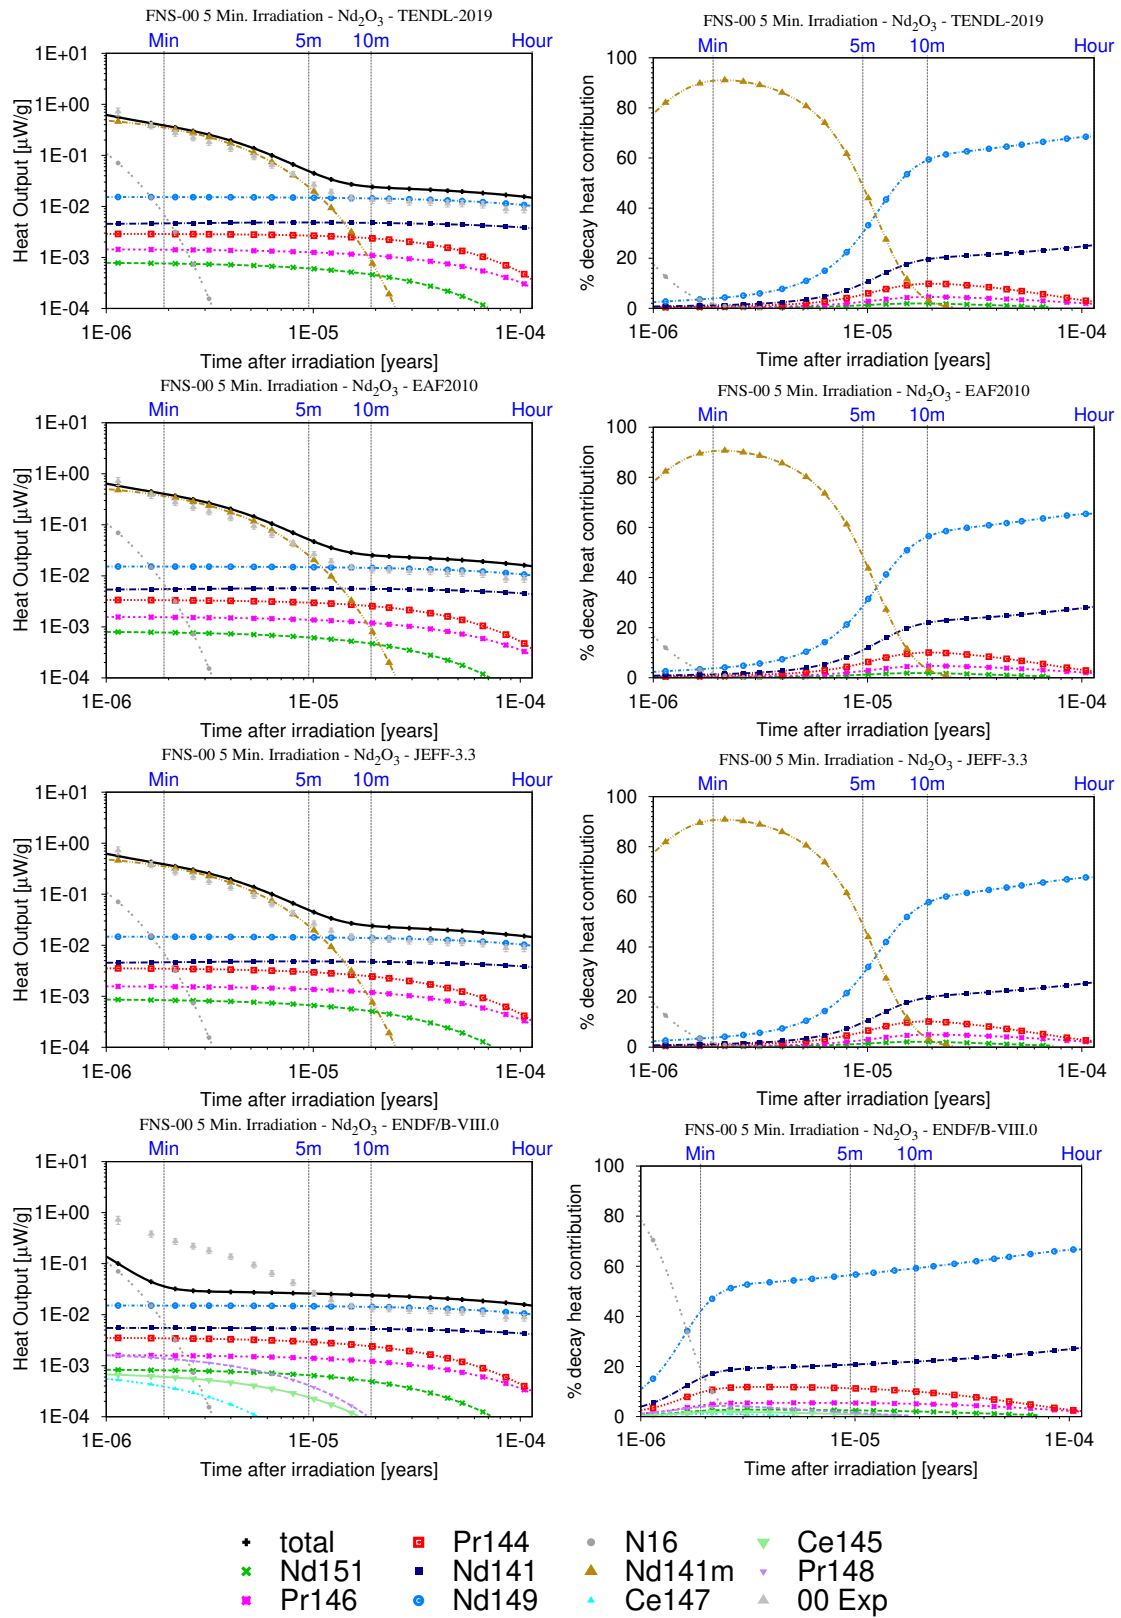 FNS-00 5 Min. Irradiation - Nd2O3 - TENDL-2019
Min 5m 10m Hour
Heat Output [μW/g]
1E+01
1E+00
1E-01
1E-02
1E-03
1E-04
1E-06 1E-05 1E-04
Time after irradiation [years]
FNS-00 5 Min. Irradiation - Nd2O3 - TENDL-2019
Min 5m 10m Hour
% decay heat contribution
100
80
60
40
20
0
1E-06 1E-05 1E-04
Time after irradiation [years]
FNS-00 5 Min. Irradiation - Nd2O3 - EAF2010
Min 5m 10m Hour
Heat Output [μW/g]
1E+01
1E+00
1E-01
1E-02
1E-03
1E-04
1E-06 1E-05 1E-04
Time after irradiation [years]
FNS-00 5 Min. Irradiation - Nd2O3 - EAF2010
Min 5m 10m Hour
% decay heat contribution
100
80
60
40
20
0
1E-06 1E-05 1E-04
Time after irradiation [years]
FNS-00 5 Min. Irradiation - Nd2O3 - JEFF-3.3
Min 5m 10m Hour
Heat Output [μW/g]
1E+01
1E+00
1E-01
1E-02
1E-03
1E-04
1E-06 1E-05 1E-04
Time after irradiation [years]
FNS-00 5 Min. Irradiation - Nd2O3 - JEFF-3.3
Min 5m 10m Hour
% decay heat contribution
100
80
60
40
20
0
1E-06 1E-05 1E-04
Time after irradiation [years]
FNS-00 5 Min. Irradiation - Nd2O3 - ENDF/B-VIII.0
Min 5m 10m Hour
Heat Output [μW/g]
1E+01
1E+00
1E-01
1E-02
1E-03
1E-04
1E-06 1E-05 1E-04
Time after irradiation [years]
FNS-00 5 Min. Irradiation - Nd2O3 - ENDF/B-VIII.0
Min 5m 10m Hour
% decay heat contribution
100
80
60
40
20
0
1E-06 1E-05 1E-04
Time after irradiation [years]
total Pr144 N16 Ce145
Nd151 Nd141 Nd141m Pr148
Pr146 Nd149 Ce147 00 Exp